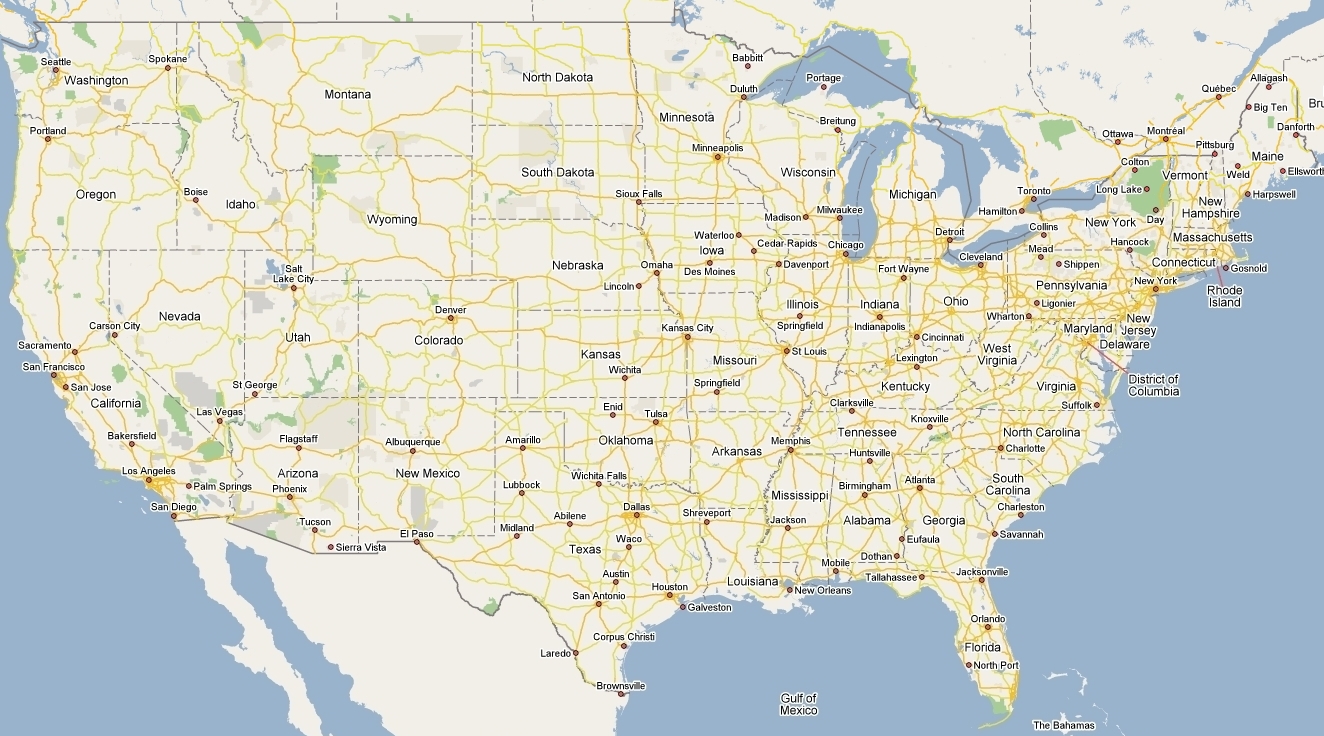 Seattle
Spokane
Washington
Portland
Oregon
Boise
Idaho
Montana
North Dakota
Minnesota
Babbitt
Duluth
Portage
Breitung
Minneapolis
Wisconsin
South Dakota
Sioux Falls
Wyoming
Michigan
Ottawa
Montréal
Québec
Allagash
Big Ten
Bru
Danforth
Pittsburg
Maine
Ellsworth
Weld
Harpswell
Colton
Vermont
Long Lake
Day
New
Hampshire
Toronto
Hamilton
New York
Collins
Hancock
Massachusetts
Mead
Shippen
Connecticut
Gosnold
Pennsylvania
New York
Rhode
Island
Madison
Milwaukee
Waterloo
Iowa
Cedar Rapids
Chicago
Detroit
Cleveland
Davenport
Des Moines
Fort Wayne
Nebraska
Omaha
Lincoln
Salt
Lake City
Nevada
Utah
Carson City
Sacramento
San Francisco
San Jose
California
St George
Las Vegas
Denver
Colorado
Kansas
Kansas City
Wichita
Missouri
Springfield
Illinois
Springfield
St Louis
Indiana
Indianapolis
Ohio
Cincinnati
Lexington
Kentucky
Ligonier
Wharton
West
Virginia
Maryland
New
Jersey
Delaware
District of
Columbia
Virginia
Suffolk
Bakersfield
Los Angeles
Palm Springs
San Diego
Flagstaff
Arizona
Phoenix
Tucson
Sierra Vista
Albuquerque
New Mexico
El Paso
Amarillo
Lubbock
Midland
Abilene
Enid
Tulsa
Oklahoma
Wichita Falls
Dallas
Waco
Texas
Austin
San Antonio
Houston
Galveston
Corpus Christi
Laredo
Brownsville
Arkansas
Shreveport
Louisiana
New Orleans
Clarksville
Tennessee
Knoxville
Memphis
Huntsville
Mississippi
Jackson
Birmingham
Alabama
Mobile
Atlanta
Georgia
Eufaula
Dothan
Tallahassee
North Carolina
Charlotte
South
Carolina
Charleston
Savannah
Jacksonville
Orlando
Florida
North Port
Gulf of
Mexico
The Bahamas